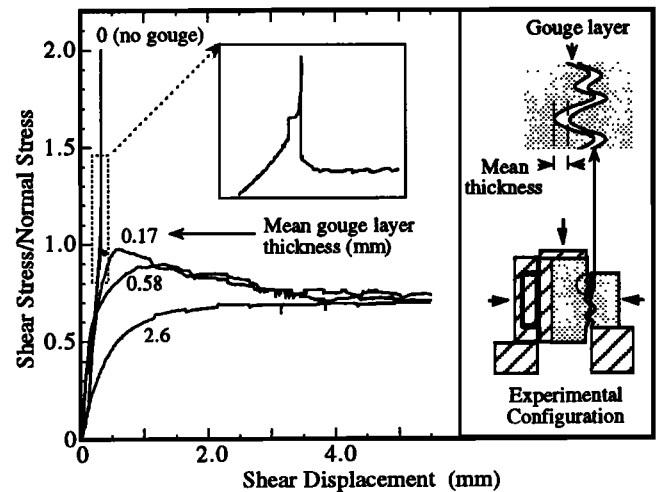 2.0
1.5
1.0
0.5
0
0
2.0
4.0
Shear Stress/Normal Stress
Shear Displacement (mm)
0 (no gouge)
0.17
Mean gouge layer
thickness (mm)
0.58
2.6
Gouge layer
Mean
thickness
Experimental
Configuration